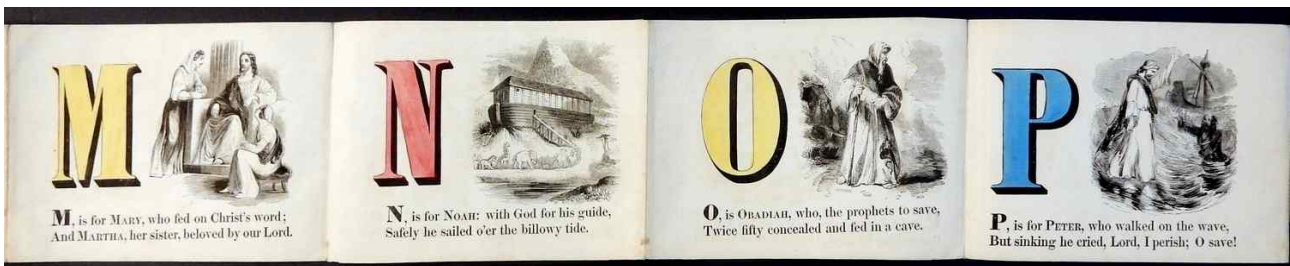 M
M, is for MARY, who fed on Christ's word;
And MARTHA, her sister, beloved by our Lord.
N
N, is for NOAH: with God for his guide,
Safely he sailed o'er the billowy tide.
O
O, is OBADIAH, who, the prophets to save,
Twice fifty concealed and fed in a cave.
P
P, is for PETER, who walked on the wave,
But sinking he cried, Lord, I perish; O save!